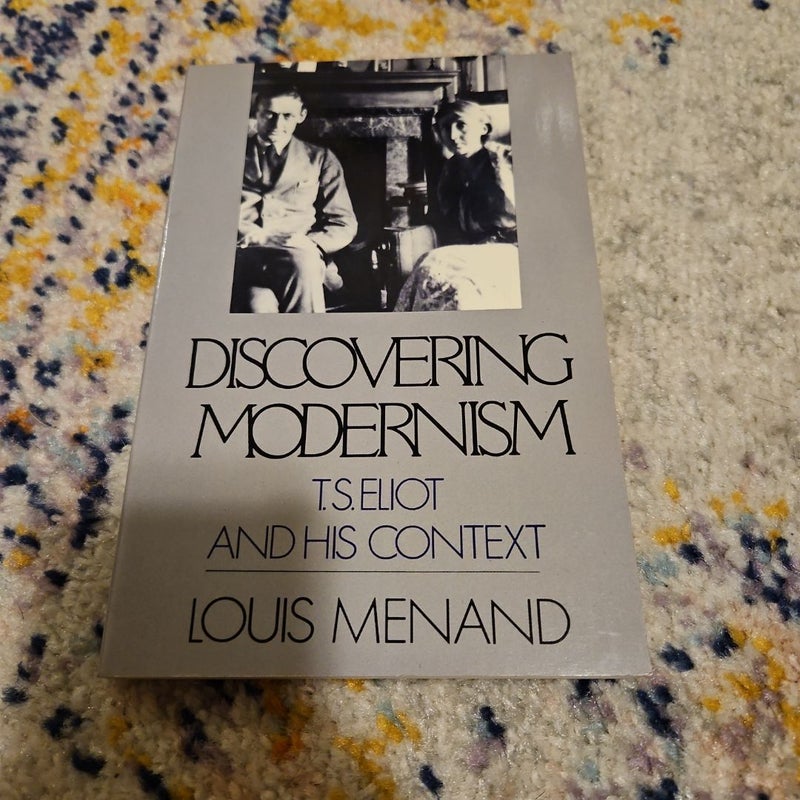 DISCOVERING
MODERNISM
T.S. ELIOT
AND HIS CONTEXT
LOUIS MENAND